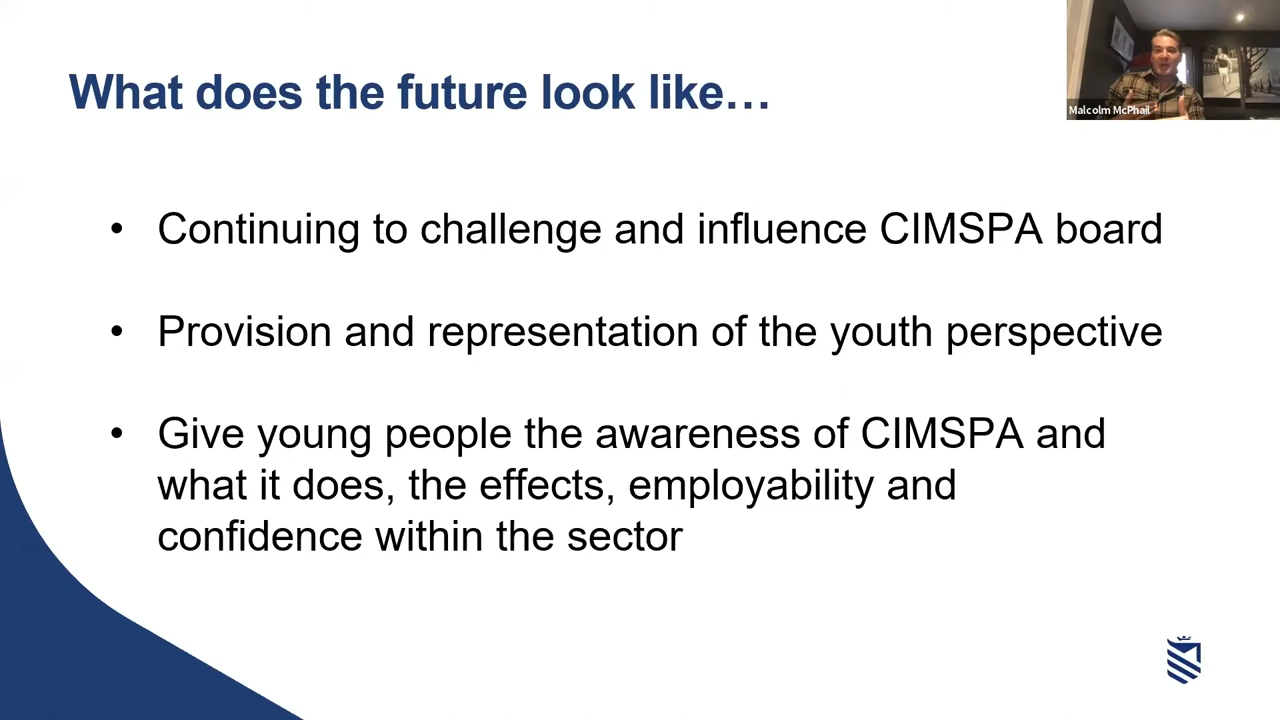 What does the future look like…
Malcolm McPhail
• Continuing to challenge and influence CIMSPA board
• Provision and representation of the youth perspective
• Give young people the awareness of CIMSPA and
what it does, the effects, employability and
confidence within the sector